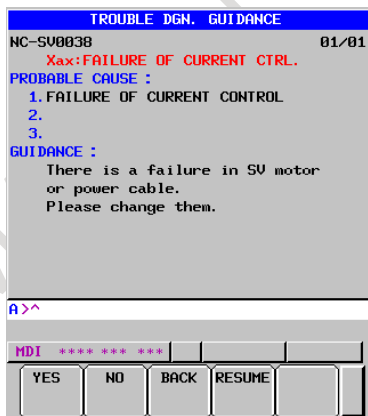 TROUBLE DGN. GUIDANCE
NC-SV0038 01/01
Xax:FAILURE OF CURRENT CTRL.
PROBABLE CAUSE :
1.FAILURE OF CURRENT CONTROL
2.
3.
GUIDANCE :
There is a failure in SV motor
or power cable.
Please change them.
A>^
MDI **** *** ***
YES NO BACK RESUME